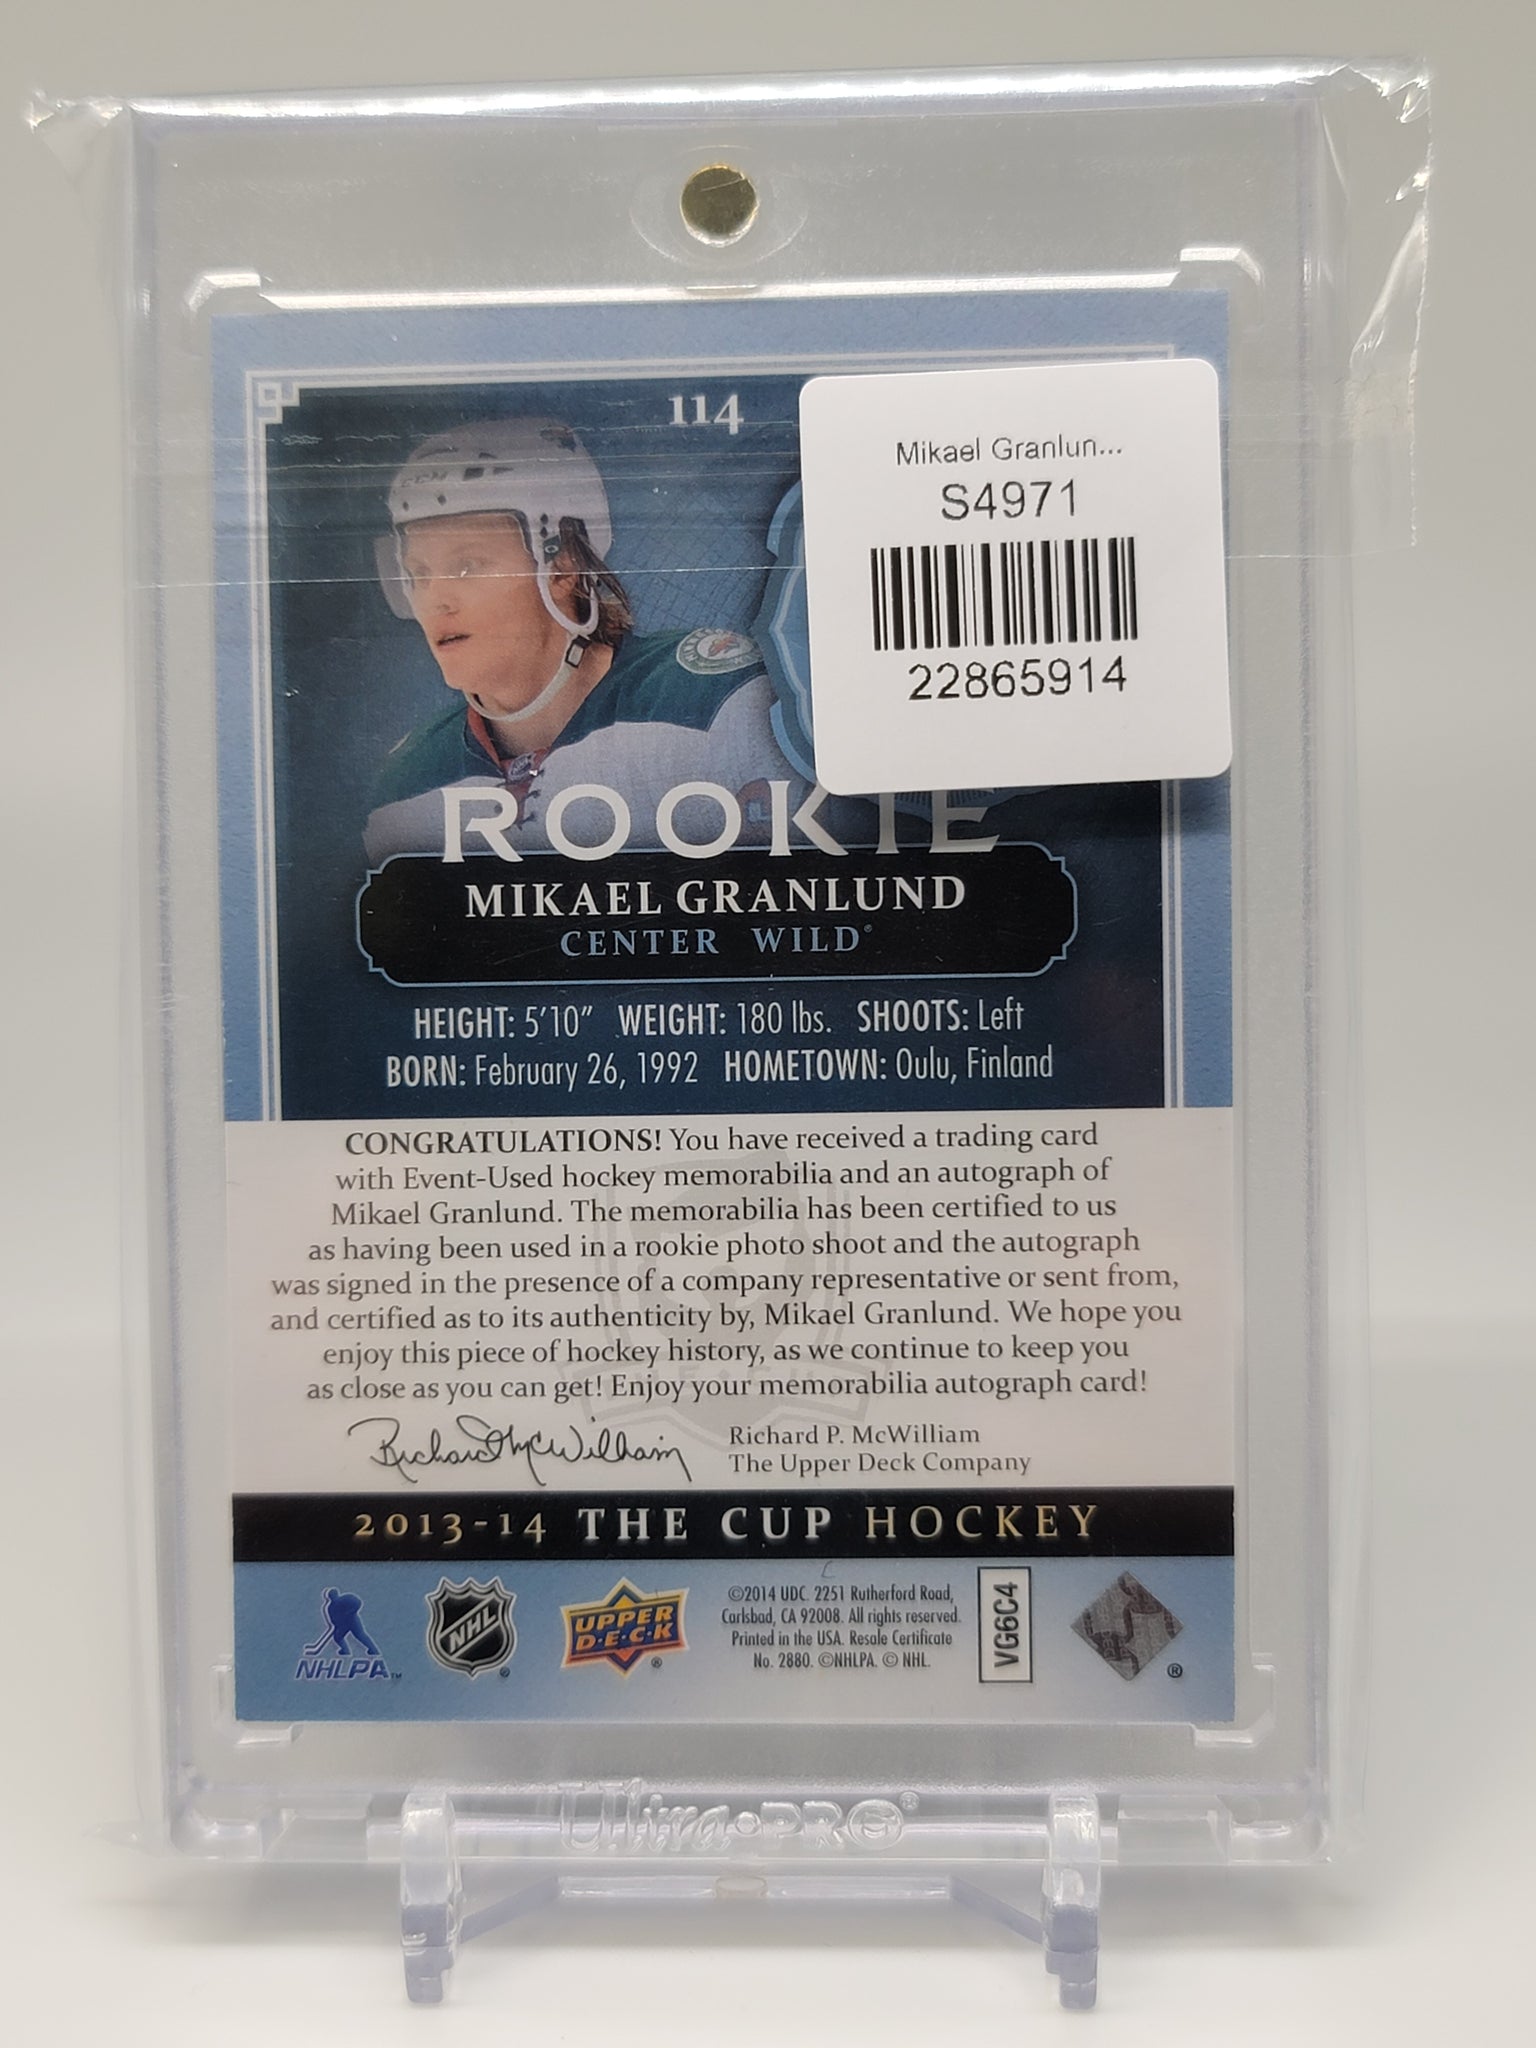 114
Mikael Granlun...
S4971
22865914
ROOKIE
MIKAEL GRANLUND
CENTER WILD®
HEIGHT: 5'10" WEIGHT: 180 lbs. SHOOTS: Left
BORN: February 26, 1992 HOMETOWN: Oulu, Finland
CONGRATULATIONS! You have received a trading card
with Event-Used hockey memorabilia and an autograph of
Mikael Granlund. The memorabilia has been certified to us
as having been used in a rookie photo shoot and the autograph
was signed in the presence of a company representative or sent from,
and certified as to its authenticity by, Mikael Granlund. We hope you
enjoy this piece of hockey history, as we continue to keep you
as close as you can get! Enjoy your memorabilia autograph card!
Richard McWilliam
Richard P. McWilliam
The Upper Deck Company
2013-14 THE CUP HOCKEY
NHLPA™
NHL®
UPPER
D•E•C•K®
©2014 UDC. 2251 Rutherford Road,
Carlsbad, CA 92008. All rights reserved.
Printed in the USA. Resale Certificate
No. 2880. ©NHLPA. © NHL.
VG6C4
®
Ultra•PRO®